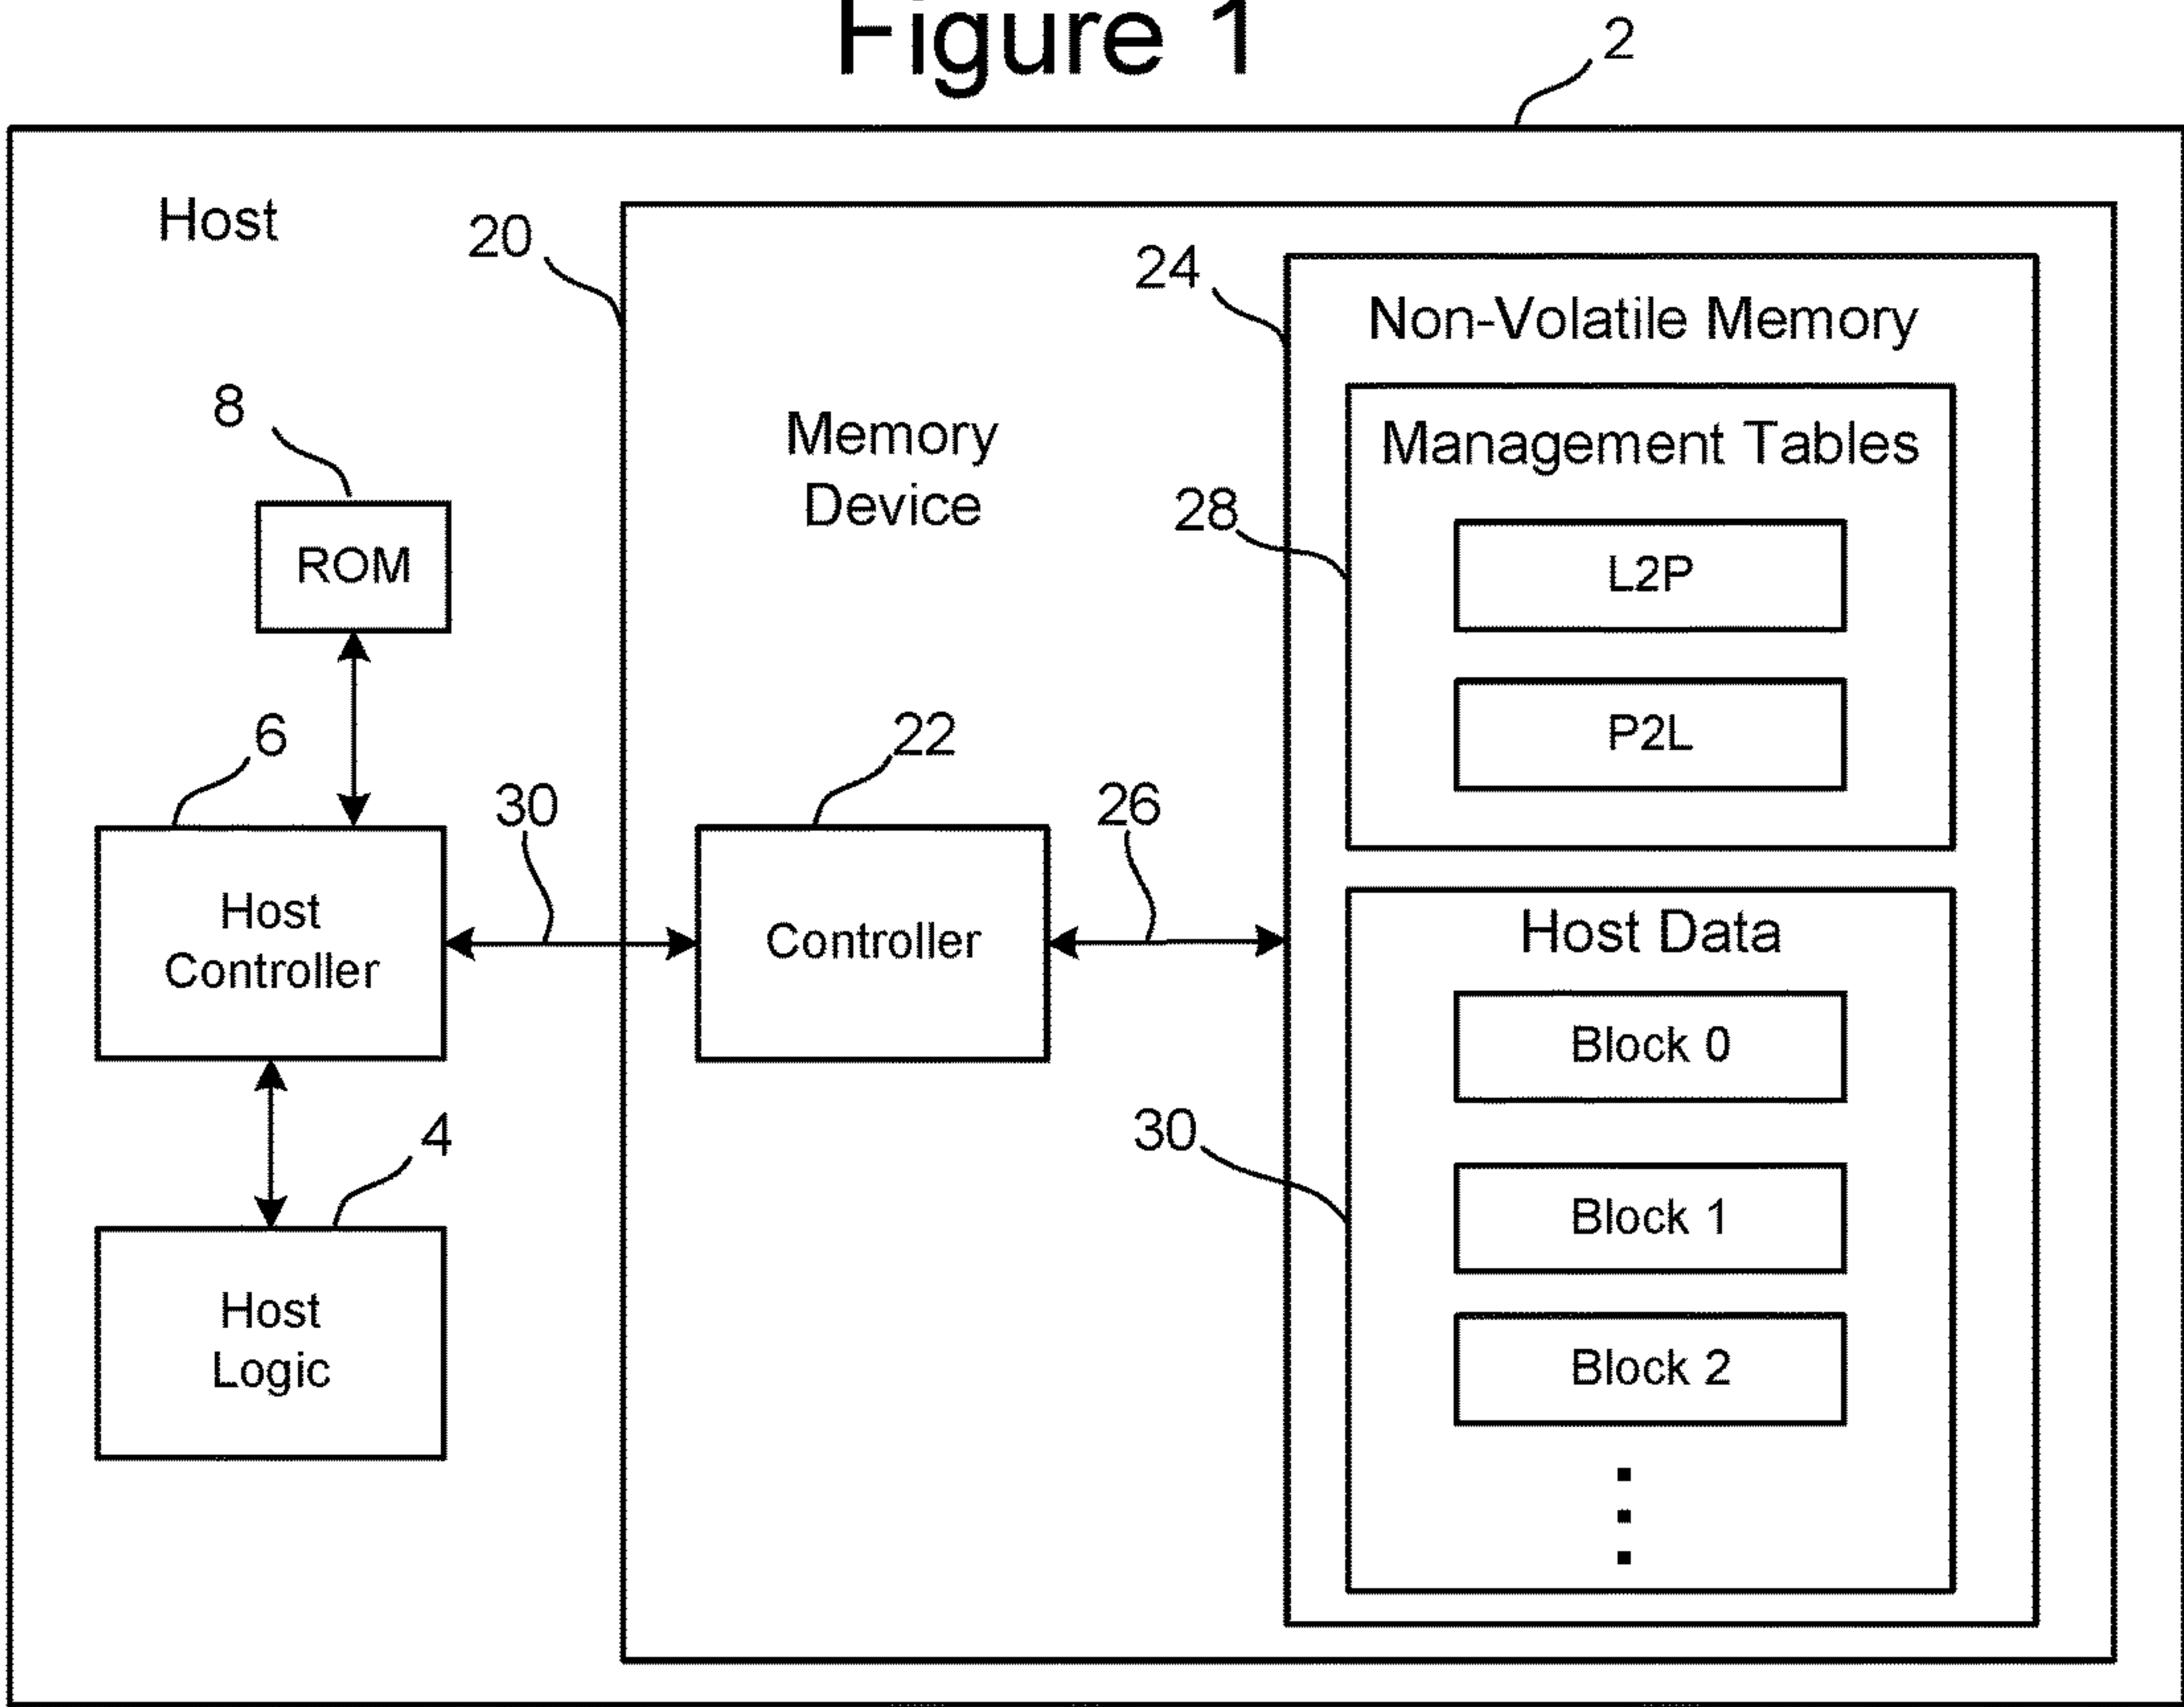 Figure 1
2
Host
20
24
Non-Volatile Memory
8
Memory
Device
Management Tables
28
ROM
L2P
P2L
6
22
30
26
Host
Controller
Controller
Host Data
Block 0
4
30
Block 1
Host
Logic
Block 2